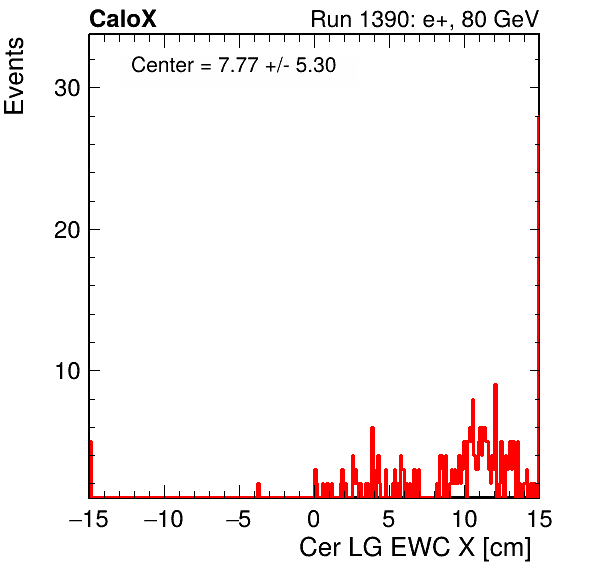 CaloX Run 1390: e+, 80 GeV
Center = 7.77 +/- 5.30
Events
30
20
10
−15 −10 −5 0 5 10 15
Cer LG EWC X [cm]